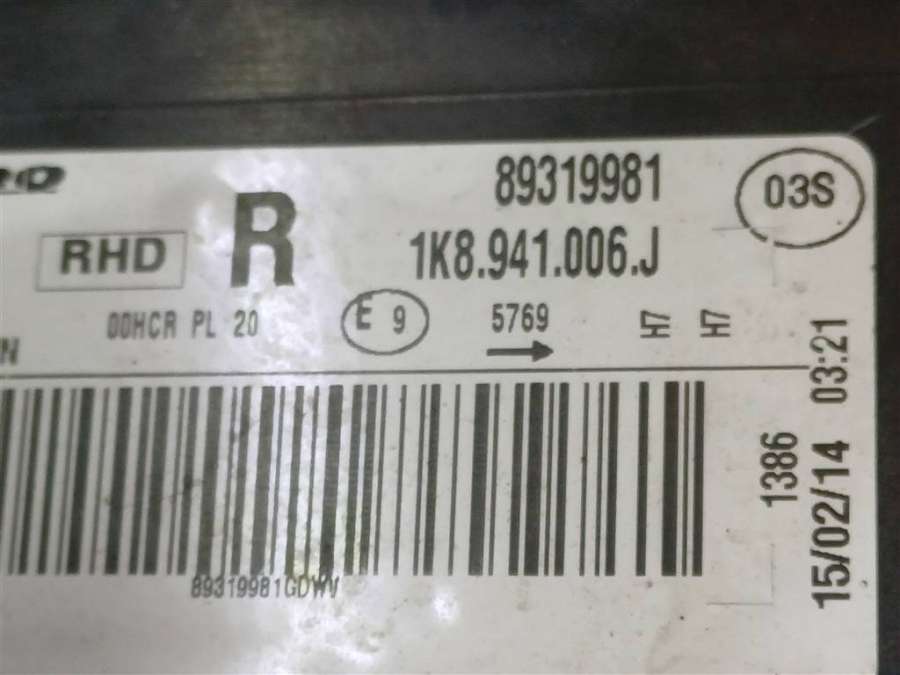 89319981
03S
RHD
R
1K8.941.006.J
00HCR PL 20
E 9
5769
H7
H7
N
03:21
1386
15/02/14
89319981GDWV